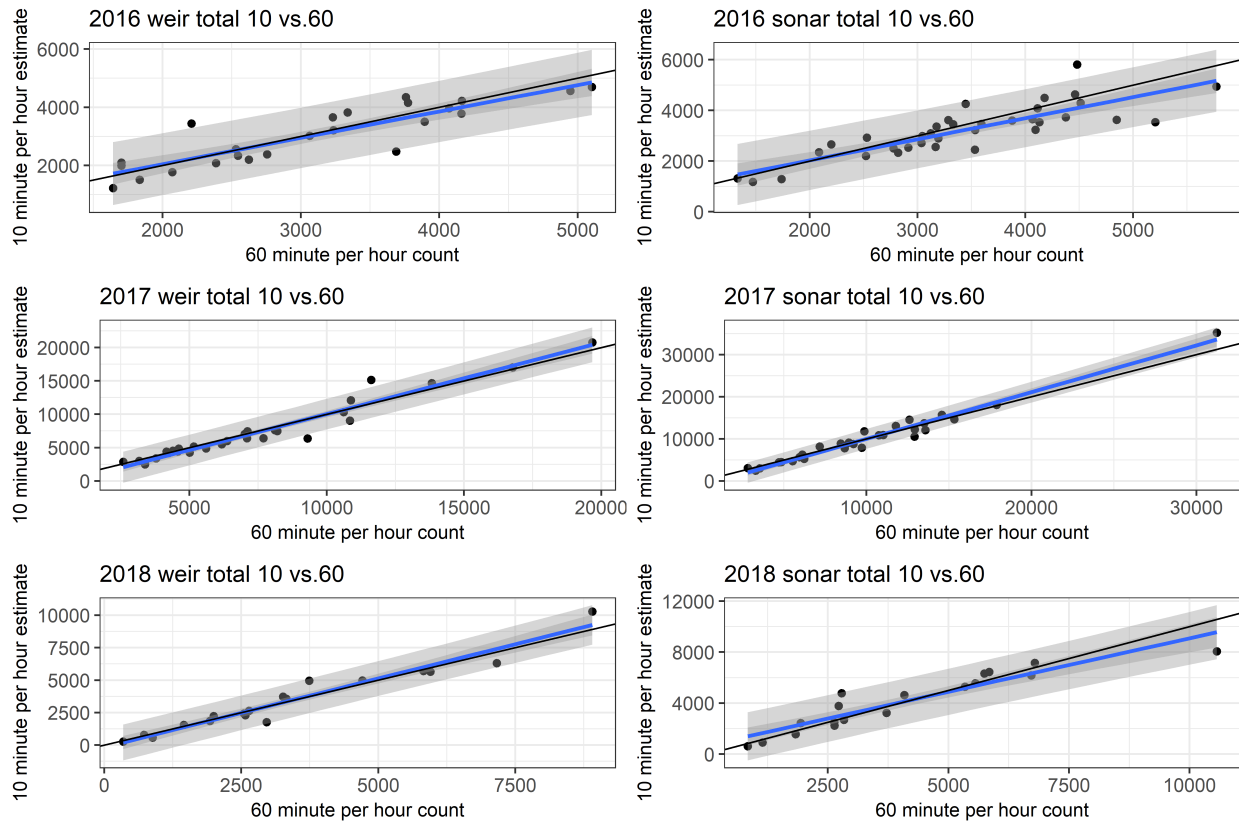 2016 weir total 10 vs.60
10 minute per hour estimate
6000
4000
2000
2000 3000 4000 5000
60 minute per hour count
2016 sonar total 10 vs.60
10 minute per hour estimate
6000
4000
2000
0
2000 3000 4000 5000
60 minute per hour count
2017 weir total 10 vs.60
10 minute per hour estimate
20000
15000
10000
5000
0
5000 10000 15000 20000
60 minute per hour count
2017 sonar total 10 vs.60
10 minute per hour estimate
30000
20000
10000
0
10000 20000 30000
60 minute per hour count
2018 weir total 10 vs.60
10 minute per hour estimate
10000
7500
5000
2500
0
0 2500 5000 7500
60 minute per hour count
2018 sonar total 10 vs.60
10 minute per hour estimate
12000
8000
4000
0
2500 5000 7500 10000
60 minute per hour count